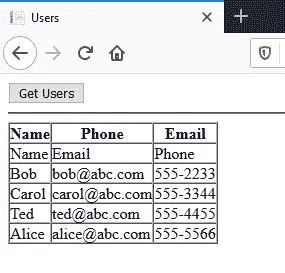 Users
Get Users
Name Phone Email
Name Email Phone
Bob bob@abc.com 555-2233
Carol carol@abc.com 555-3344
Ted ted@abc.com 555-4455
Alice alice@abc.com 555-5566